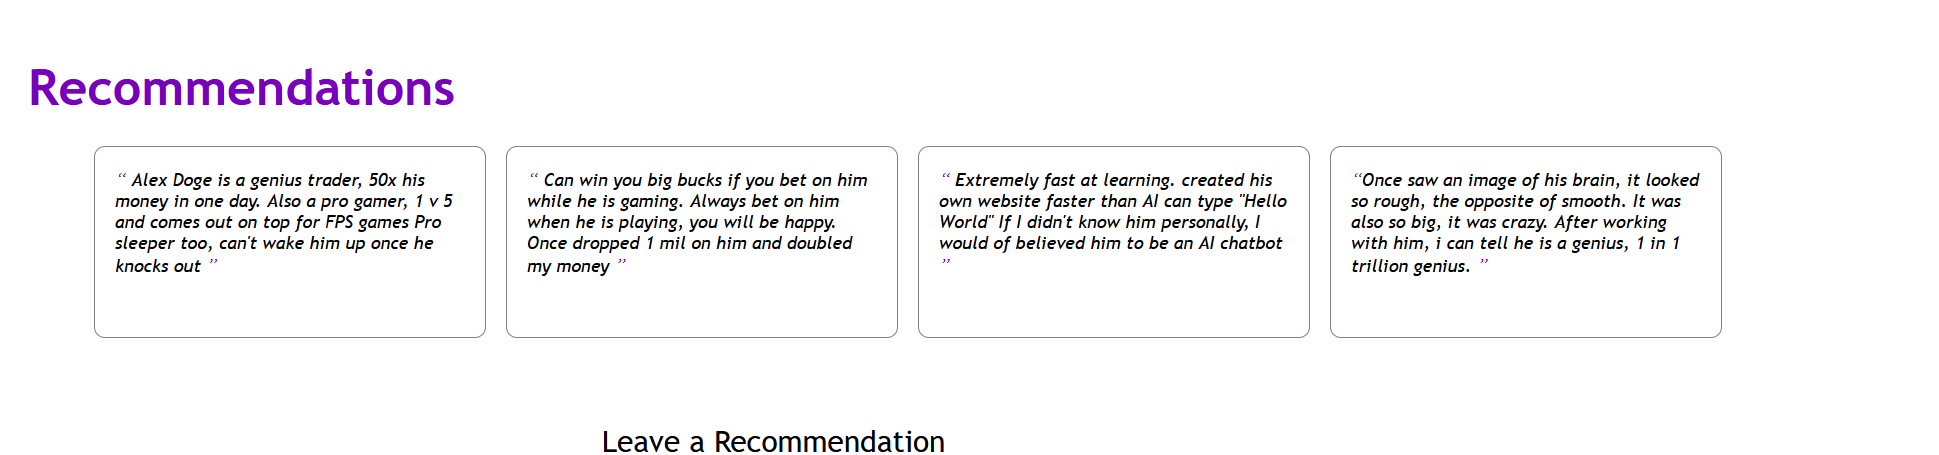 Recommendations
“ Alex Doge is a genius trader, 50x his
money in one day. Also a pro gamer, 1 v 5
and comes out on top for FPS games Pro
sleeper too, can't wake him up once he
knocks out ”
“ Can win you big bucks if you bet on him
while he is gaming. Always bet on him
when he is playing, you will be happy.
Once dropped 1 mil on him and doubled
my money ”
“ Extremely fast at learning. created his
own website faster than AI can type "Hello
World" If I didn't know him personally, I
would of believed him to be an AI chatbot
”
“Once saw an image of his brain, it looked
so rough, the opposite of smooth. It was
also so big, it was crazy. After working
with him, i can tell he is a genius, 1 in 1
trillion genius. ”
Leave a Recommendation